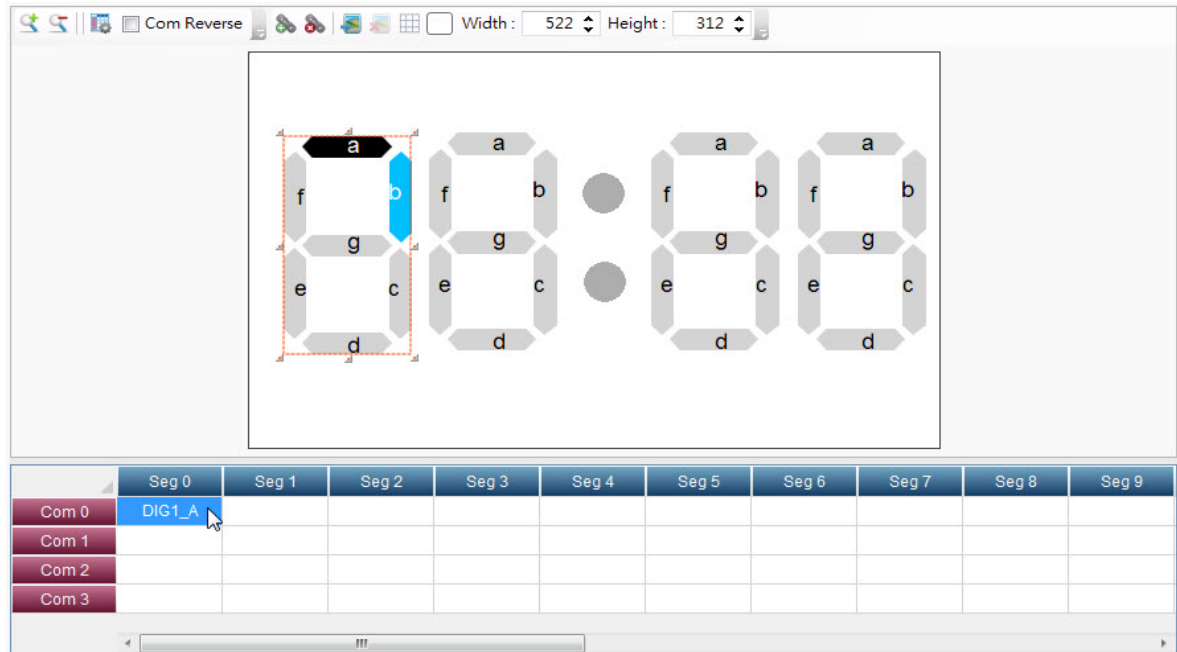 Com Reverse Width : 522 Height : 312
a a a a
f b f b f b f b
g g g g
e c e c e c e c
d d d d
Seg 0 Seg 1 Seg 2 Seg 3 Seg 4 Seg 5 Seg 6 Seg 7 Seg 8 Seg 9
Com 0 DIG1_A
Com 1
Com 2
Com 3